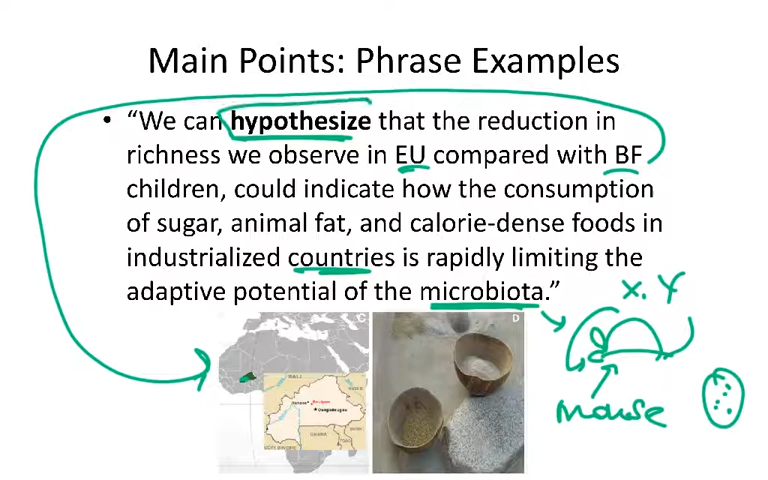 Main Points: Phrase Examples
• “We can hypothesize that the reduction in
richness we observe in EU compared with BF
children, could indicate how the consumption
of sugar, animal fat, and calorie-dense foods in
industrialized countries is rapidly limiting the
adaptive potential of the microbiota.”
X. Y
C
D
mouse